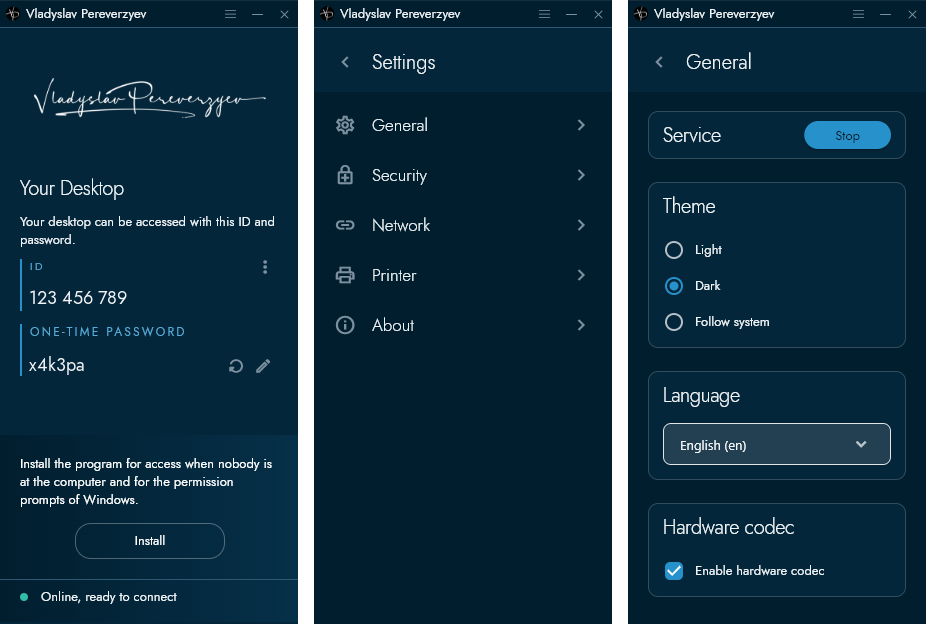 Vladyslav Pereverzyev
Vladyslav Pereverzyev
Your Desktop
Your desktop can be accessed with this ID and
password.
ID
123 456 789
ONE-TIME PASSWORD
x4k3pa
Install the program for access when nobody is
at the computer and for the permission
prompts of Windows.
Install
Online, ready to connect
Vladyslav Pereverzyev
Settings
General
Security
Network
Printer
About
Vladyslav Pereverzyev
General
Service
Stop
Theme
Light
Dark
Follow system
Language
English (en)
Hardware codec
Enable hardware codec